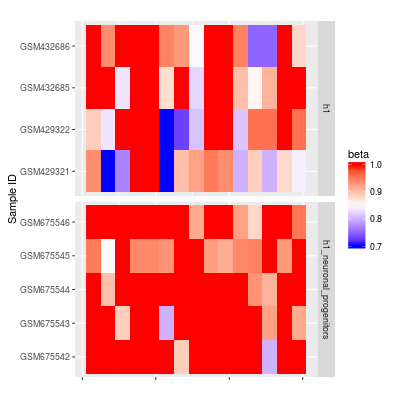 GSM432686
GSM432685
GSM429322
GSM429321
h1
GSM675546
GSM675545
GSM675544
GSM675543
GSM675542
h1_neuronal_progenitors
Sample ID
beta
1.0
0.9
0.8
0.7